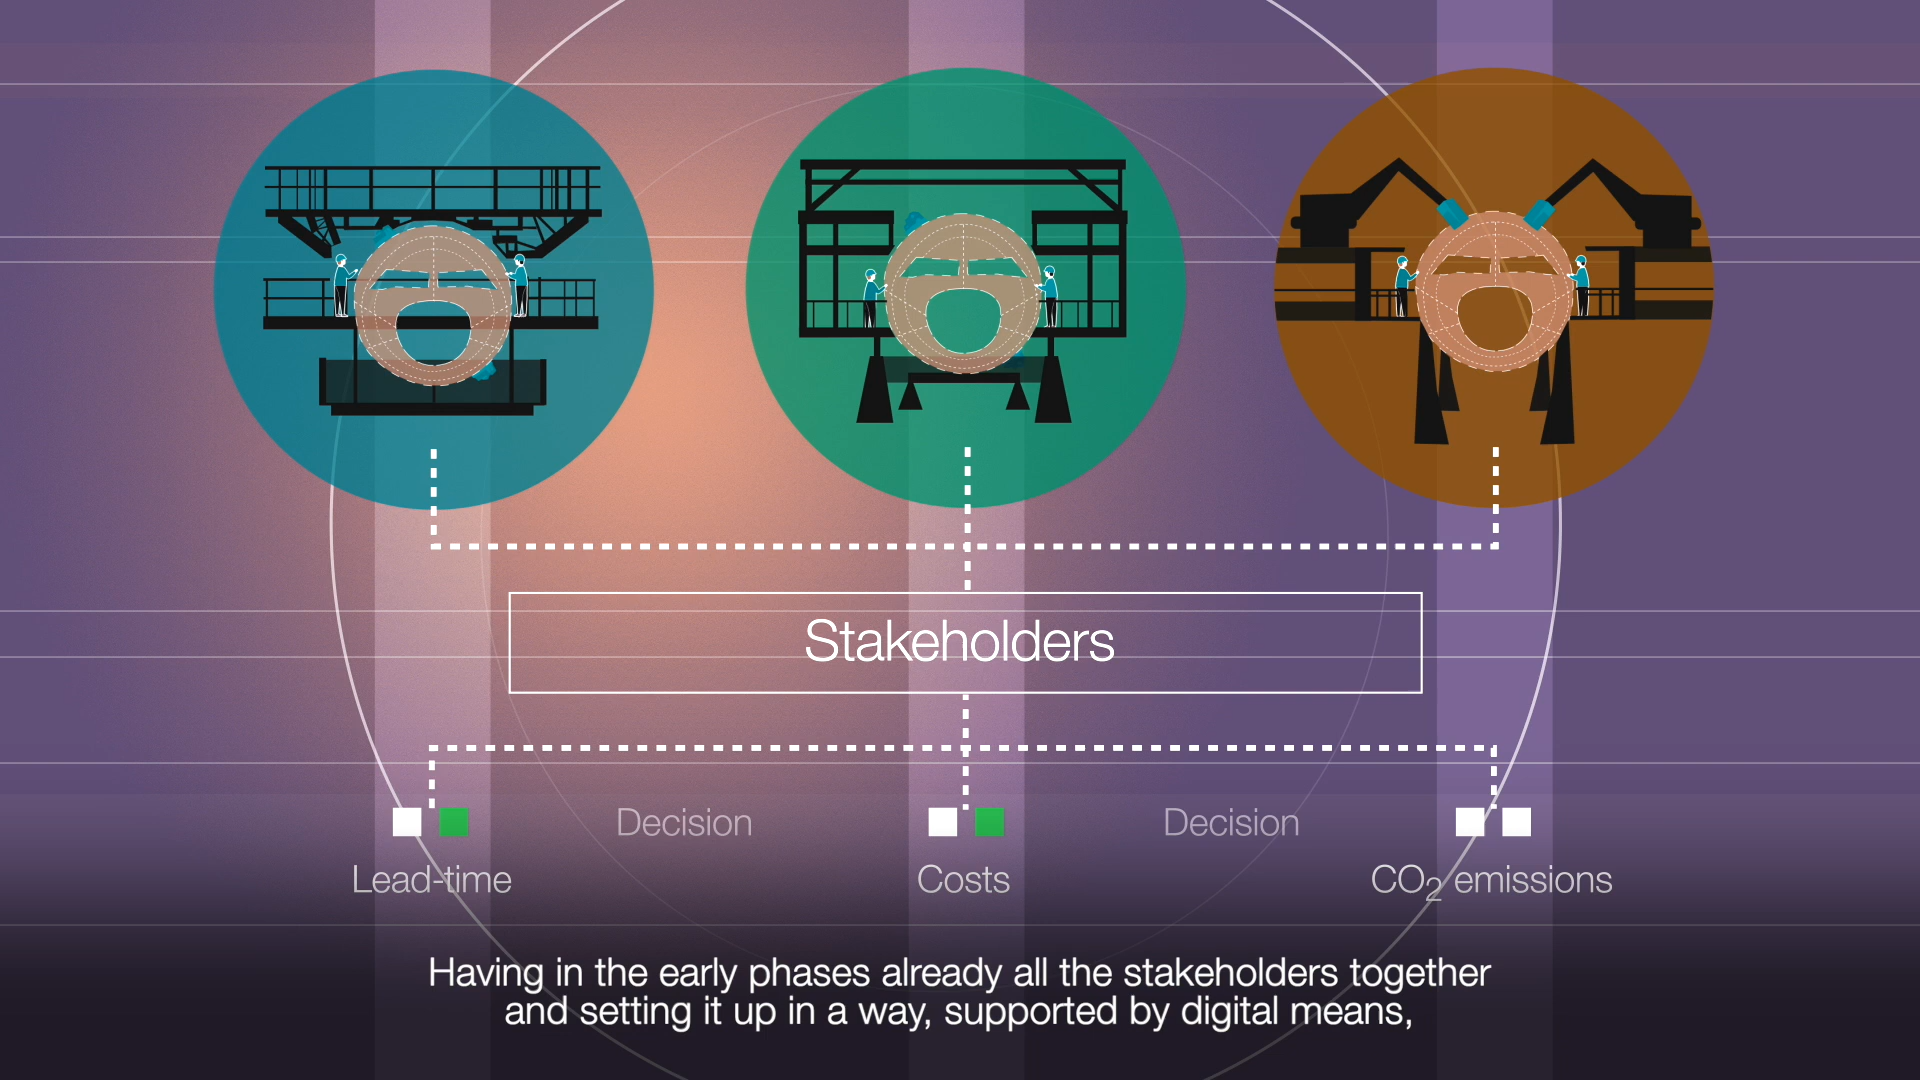 Stakeholders
Decision
Decision
Lead-time
Costs
CO₂ emissions
Having in the early phases already all the stakeholders together
and setting it up in a way, supported by digital means,